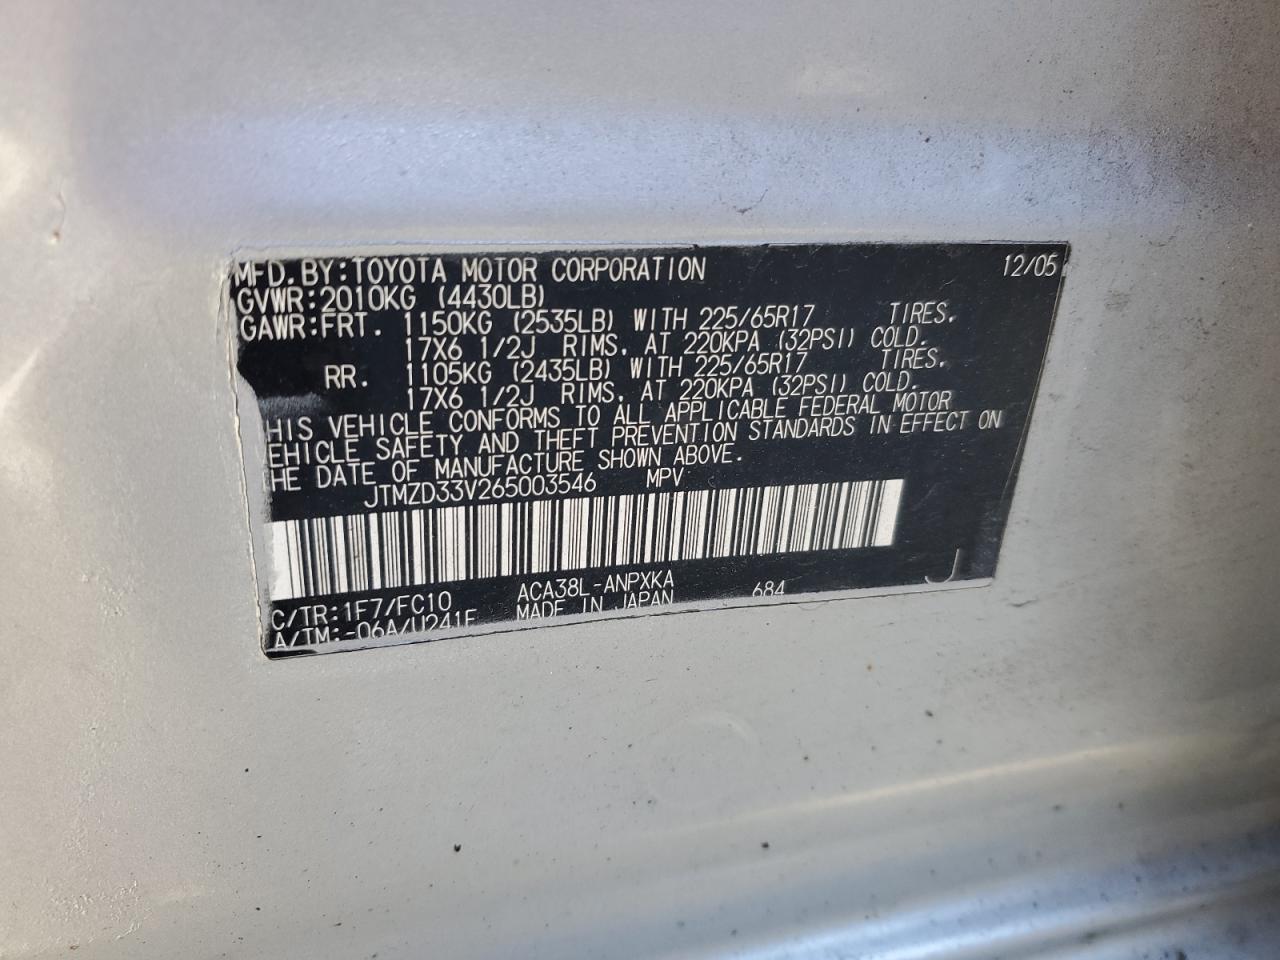 MFD. BY: TOYOTA MOTOR CORPORATION 12/05
GVWR: 2010KG (4430LB)
GAWR: FRT. 1150KG (2535LB) WITH 225/65R17 TIRES,
17X6 1/2J RIMS, AT 220KPA (32PSI) COLD.
RR. 1105KG (2435LB) WITH 225/65R17 TIRES,
17X6 1/2J RIMS, AT 220KPA (32PSI) COLD.
HIS VEHICLE CONFORMS TO ALL APPLICABLE FEDERAL MOTOR
EHICLE SAFETY AND THEFT PREVENTION STANDARDS IN EFFECT ON
HE DATE OF MANUFACTURE SHOWN ABOVE.
JTMZD33V265003546 MPV
C/TR: 1F7/FC10 ACA38L-ANPXKA 684 J
A/TM: -06A/U241E MADE IN JAPAN